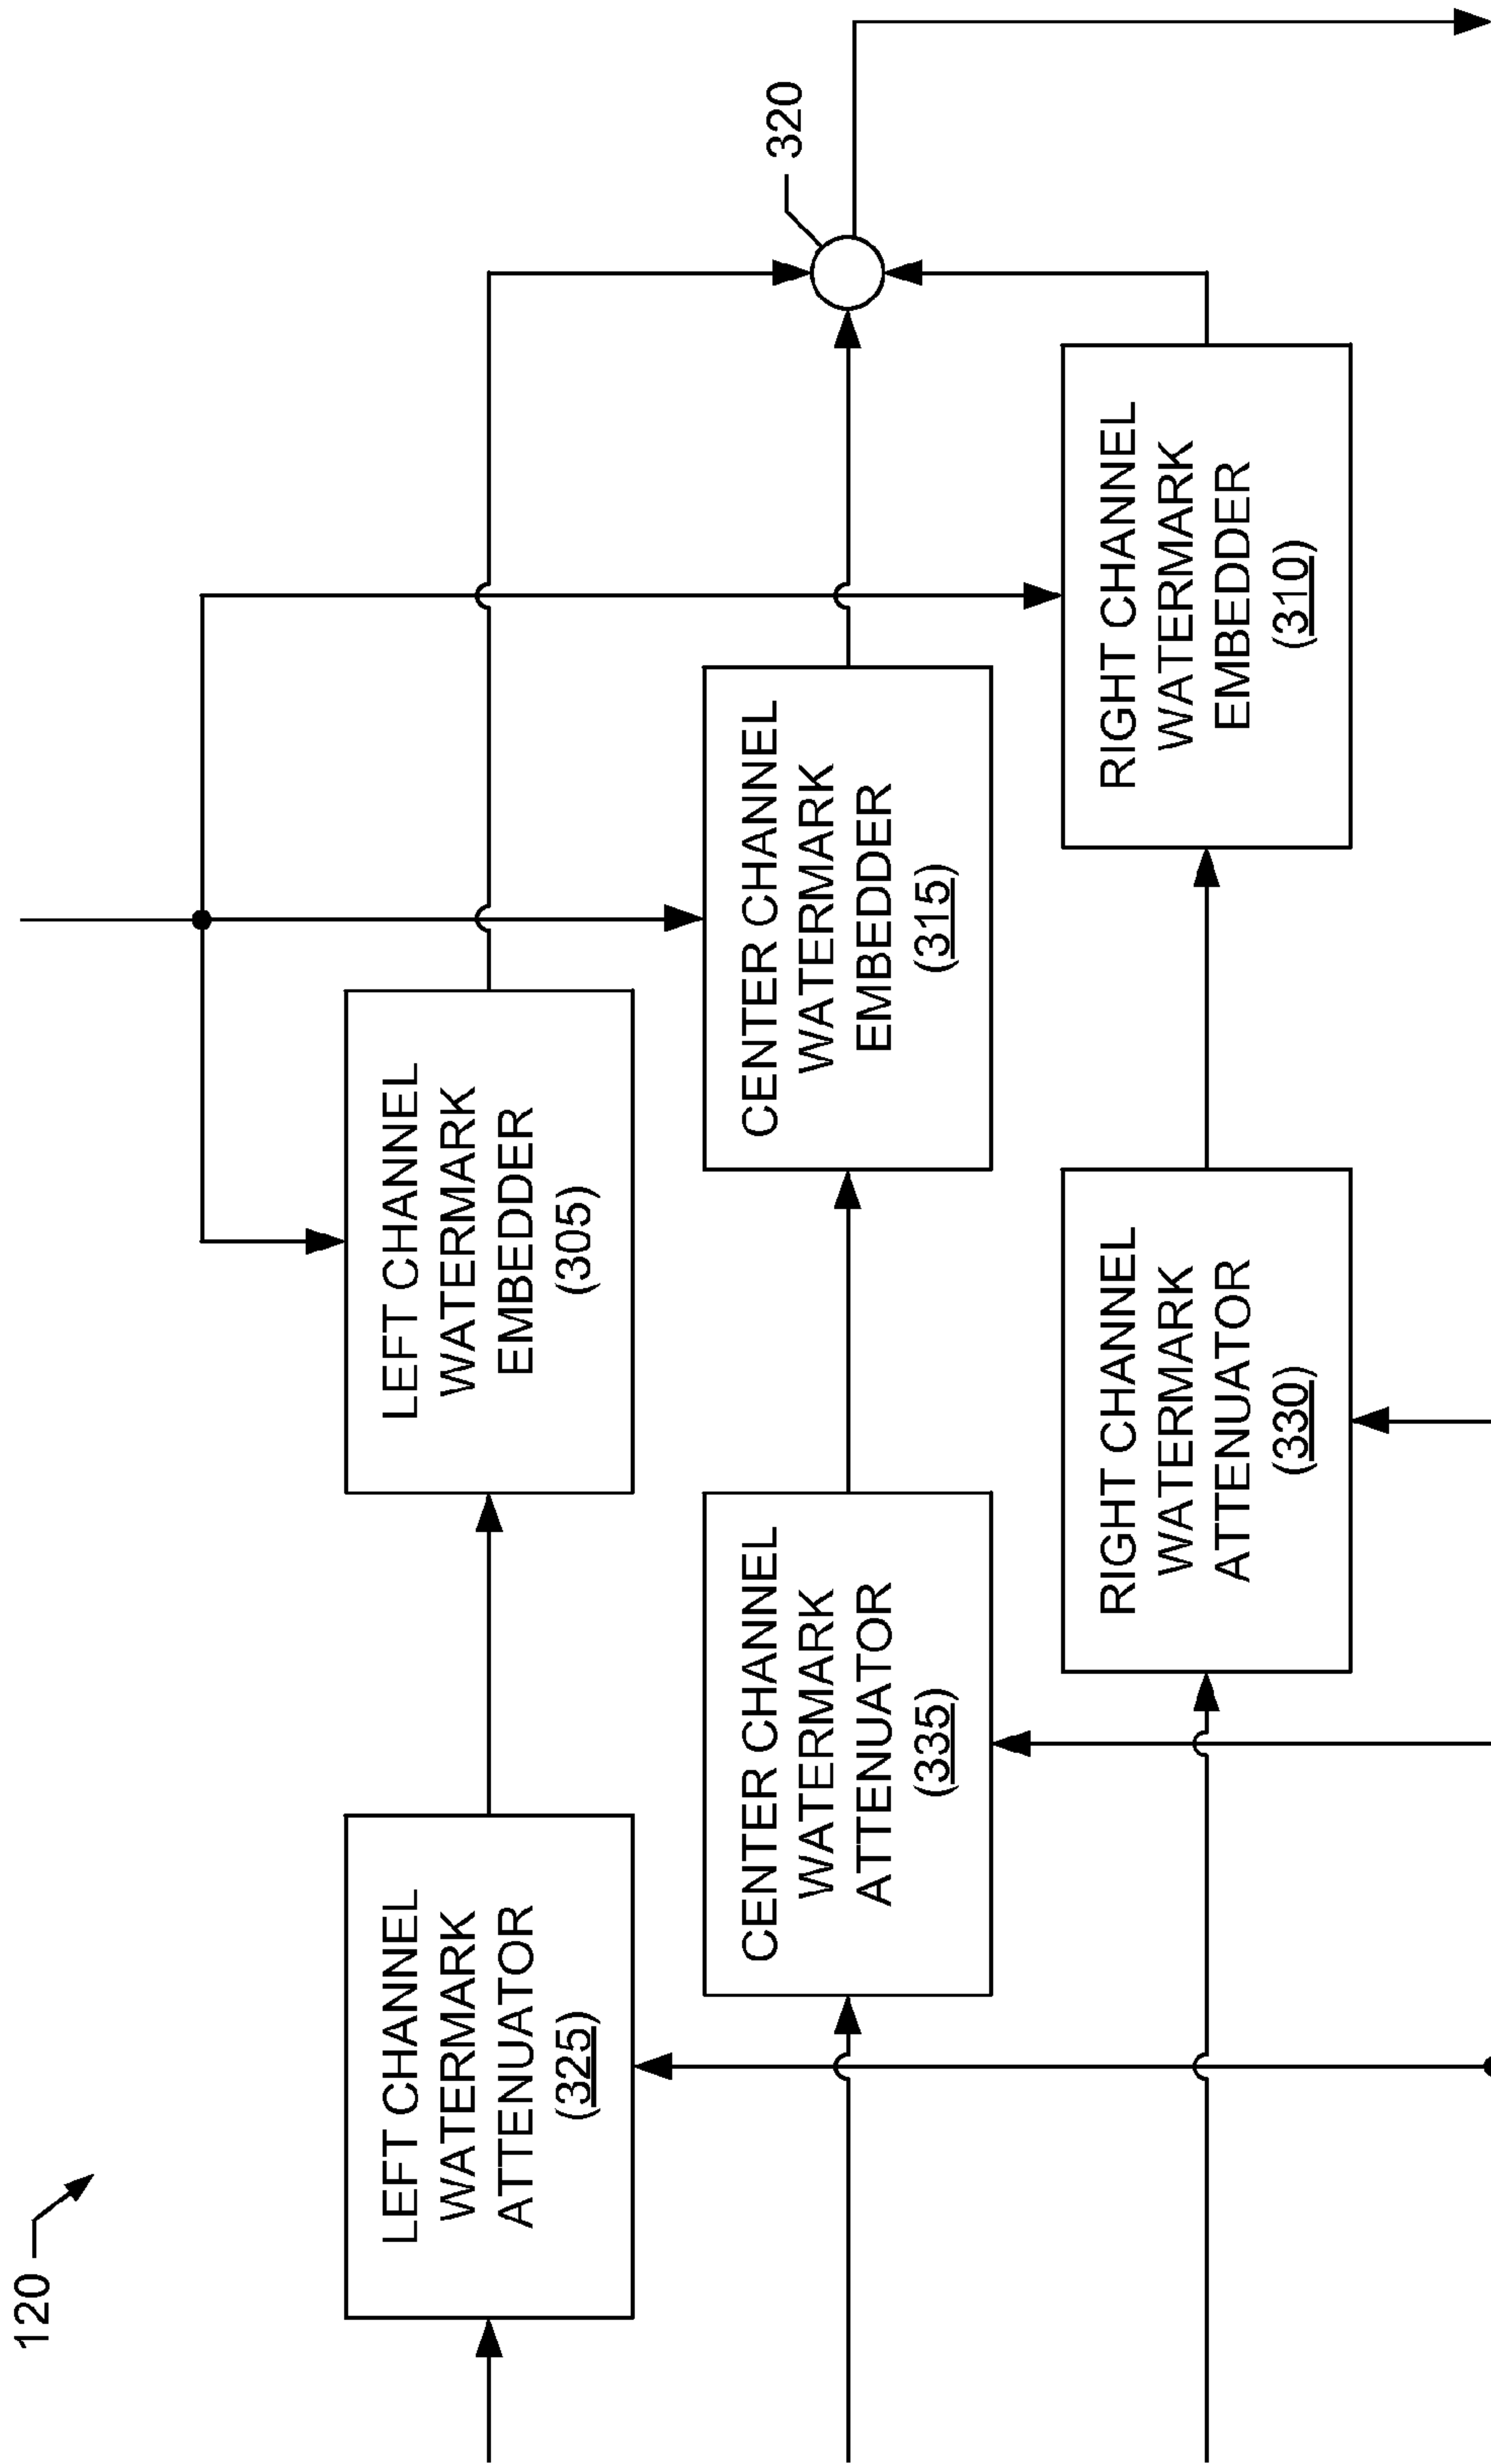 120
LEFT CHANNEL
WATERMARK
ATTENUATOR
(325)
LEFT CHANNEL
WATERMARK
EMBEDDER
(305)
CENTER CHANNEL
WATERMARK
ATTENUATOR
(335)
CENTER CHANNEL
WATERMARK
EMBEDDER
(315)
320
RIGHT CHANNEL
WATERMARK
ATTENUATOR
(330)
RIGHT CHANNEL
WATERMARK
EMBEDDER
(310)